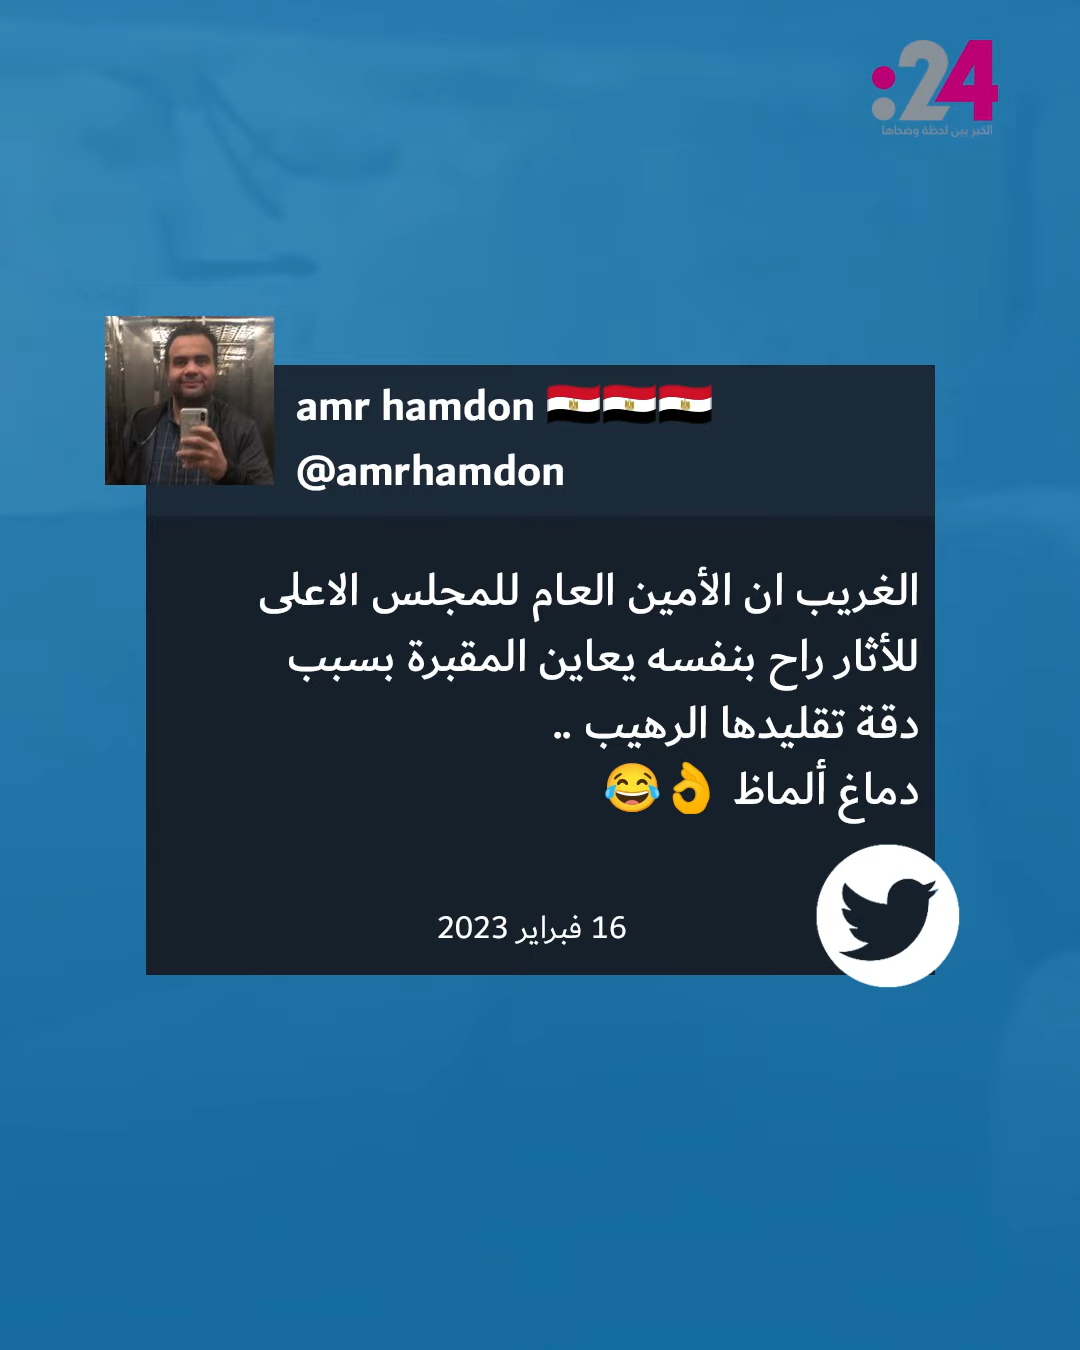 :24
الخبر بين لحظة وضحاها
amr hamdon 🇪🇬🇪🇬🇪🇬
@amrhamdon
الغريب ان الأمين العام للمجلس الاعلى
للأثار راح بنفسه يعاين المقبرة بسبب
دقة تقليدها الرهيب ..
دماغ ألماظ 👌😂
16 فبراير 2023